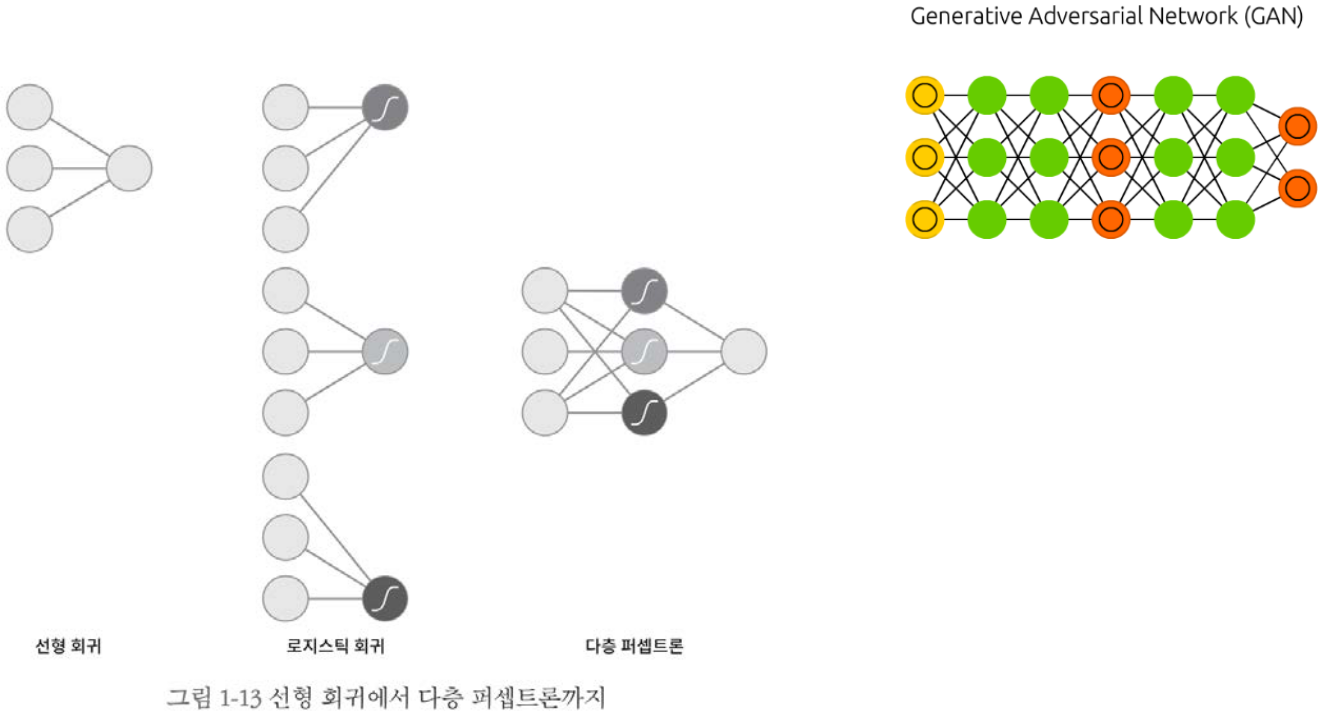 Generative Adversarial Network (GAN)
선형 회귀
로지스틱 회귀
다층 퍼셉트론
그림 1-13 선형 회귀에서 다층 퍼셉트론까지